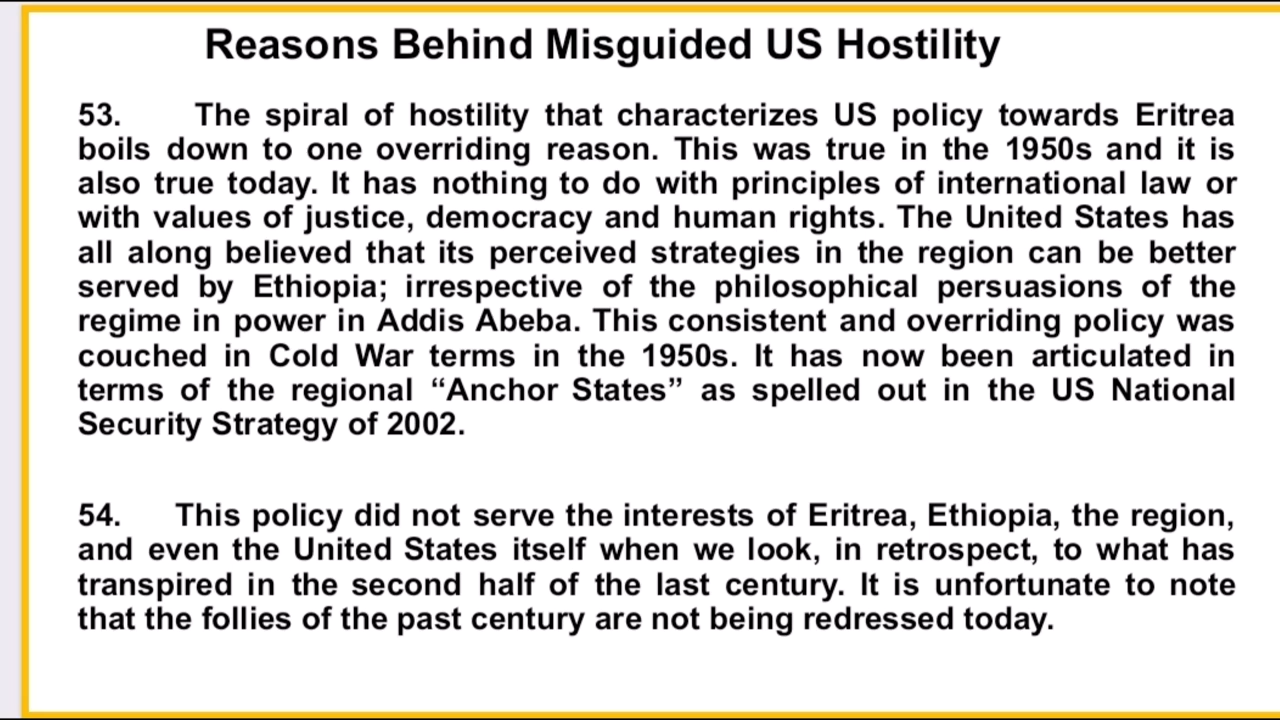 Reasons Behind Misguided US Hostility
53. The spiral of hostility that characterizes US policy towards Eritrea
boils down to one overriding reason. This was true in the 1950s and it is
also true today. It has nothing to do with principles of international law or
with values of justice, democracy and human rights. The United States has
all along believed that its perceived strategies in the region can be better
served by Ethiopia; irrespective of the philosophical persuasions of the
regime in power in Addis Abeba. This consistent and overriding policy was
couched in Cold War terms in the 1950s. It has now been articulated in
terms of the regional “Anchor States” as spelled out in the US National
Security Strategy of 2002.
54. This policy did not serve the interests of Eritrea, Ethiopia, the region,
and even the United States itself when we look, in retrospect, to what has
transpired in the second half of the last century. It is unfortunate to note
that the follies of the past century are not being redressed today.